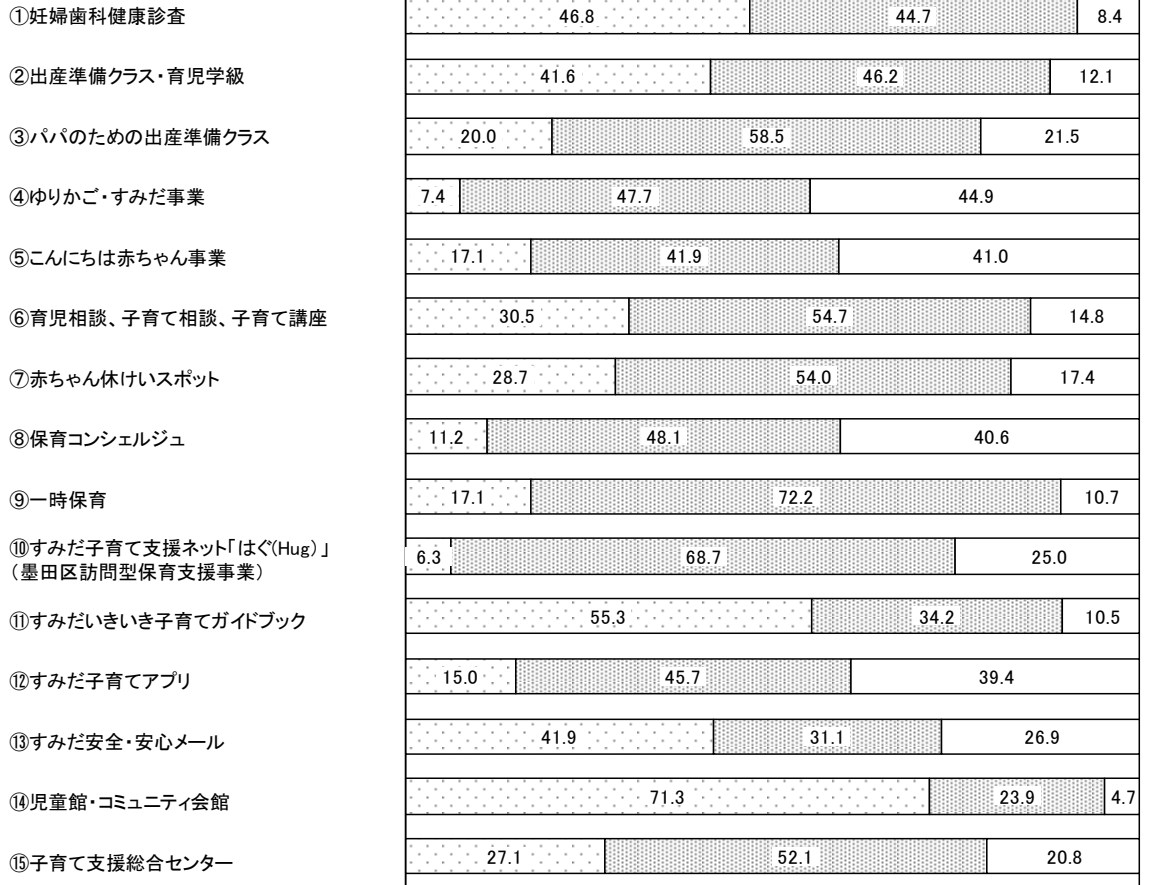 ①妊婦歯科健康診査 46.8 44.7 8.4
②出産準備クラス・育児学級 41.6 46.2 12.1
③パパのための出産準備クラス 20.0 58.5 21.5
④ゆりかご・すみだ事業 7.4 47.7 44.9
⑤こんにちは赤ちゃん事業 17.1 41.9 41.0
⑥育児相談、子育て相談、子育て講座 30.5 54.7 14.8
⑦赤ちゃん休けいスポット 28.7 54.0 17.4
⑧保育コンシェルジュ 11.2 48.1 40.6
⑨一時保育 17.1 72.2 10.7
⑩すみだ子育て支援ネット「はぐ(Hug)」
（墨田区訪問型保育支援事業） 6.3 68.7 25.0
⑪すみだいきいき子育てガイドブック 55.3 34.2 10.5
⑫すみだ子育てアプリ 15.0 45.7 39.4
⑬すみだ安全・安心メール 41.9 31.1 26.9
⑭児童館・コミュニティ会館 71.3 23.9 4.7
⑮子育て支援総合センター 27.1 52.1 20.8